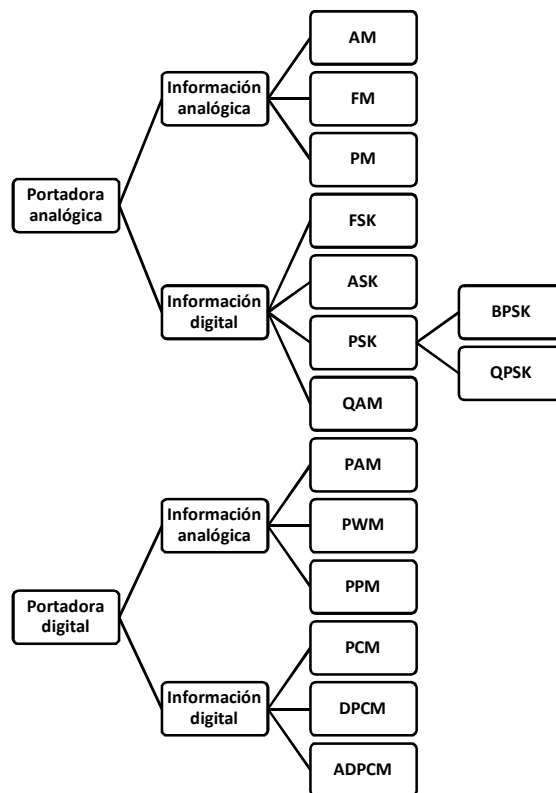 Portadora
analógica
Información
analógica
AM
FM
PM
Información
digital
FSK
ASK
PSK
BPSK
QPSK
QAM
Portadora
digital
Información
analógica
PAM
PWM
PPM
Información
digital
PCM
DPCM
ADPCM